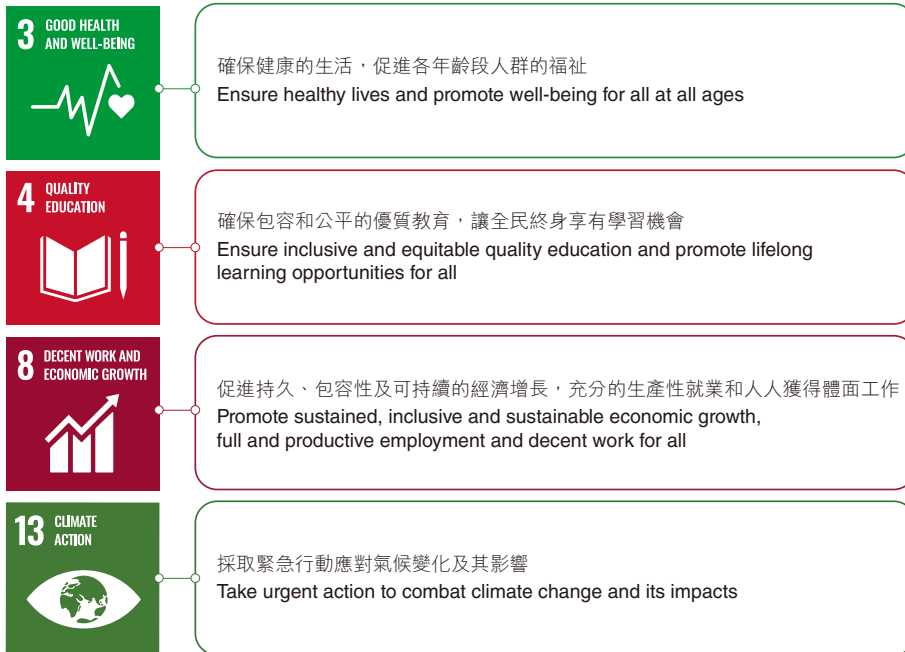 3 GOOD HEALTH
AND WELL-BEING
確保健康的生活，促進各年齡段人群的福祉
Ensure healthy lives and promote well-being for all at all ages
4 QUALITY
EDUCATION
確保包容和公平的優質教育，讓全民終身享有學習機會
Ensure inclusive and equitable quality education and promote lifelong
learning opportunities for all
8 DECENT WORK AND
ECONOMIC GROWTH
促進持久、包容性及可持續的經濟增長，充分的生產性就業和人人獲得體面工作
Promote sustained, inclusive and sustainable economic growth,
full and productive employment and decent work for all
13 CLIMATE
ACTION
採取緊急行動應對氣候變化及其影響
Take urgent action to combat climate change and its impacts